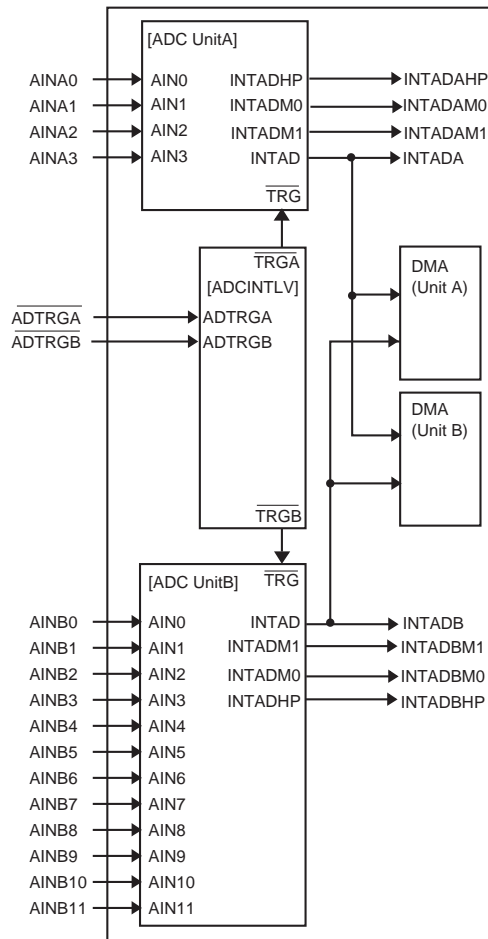 [ADC UnitA]
AINA0 AIN0 INTADHP INTADAHP
AINA1 AIN1 INTADM0 INTADAM0
AINA2 AIN2 INTADM1 INTADAM1
AINA3 AIN3 INTAD INTADA
TRG
TRGA
[ADCINTLV]
DMA
(Unit A)
ADTRGA ADTRGA
ADTRGB ADTRGB
DMA
(Unit B)
TRGB
TRG
[ADC UnitB]
AINB0 AIN0 INTAD INTADB
AINB1 AIN1 INTADM1 INTADBM1
AINB2 AIN2 INTADM0 INTADBM0
AINB3 AIN3 INTADHP INTADBHP
AINB4 AIN4
AINB5 AIN5
AINB6 AIN6
AINB7 AIN7
AINB8 AIN8
AINB9 AIN9
AINB10 AIN10
AINB11 AIN11